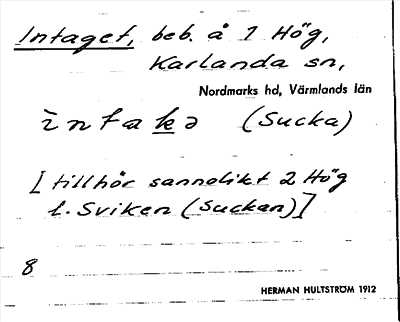 Intaget, beb. å 1 Hög,
Karlanda sn,
Nordmarks hd, Värmlands län
ìntakə (Sucka)
[tillhör sannolikt 2 Hög
l. Sviken (Suckan)]
8
HERMAN HULTSTRÖM 1912